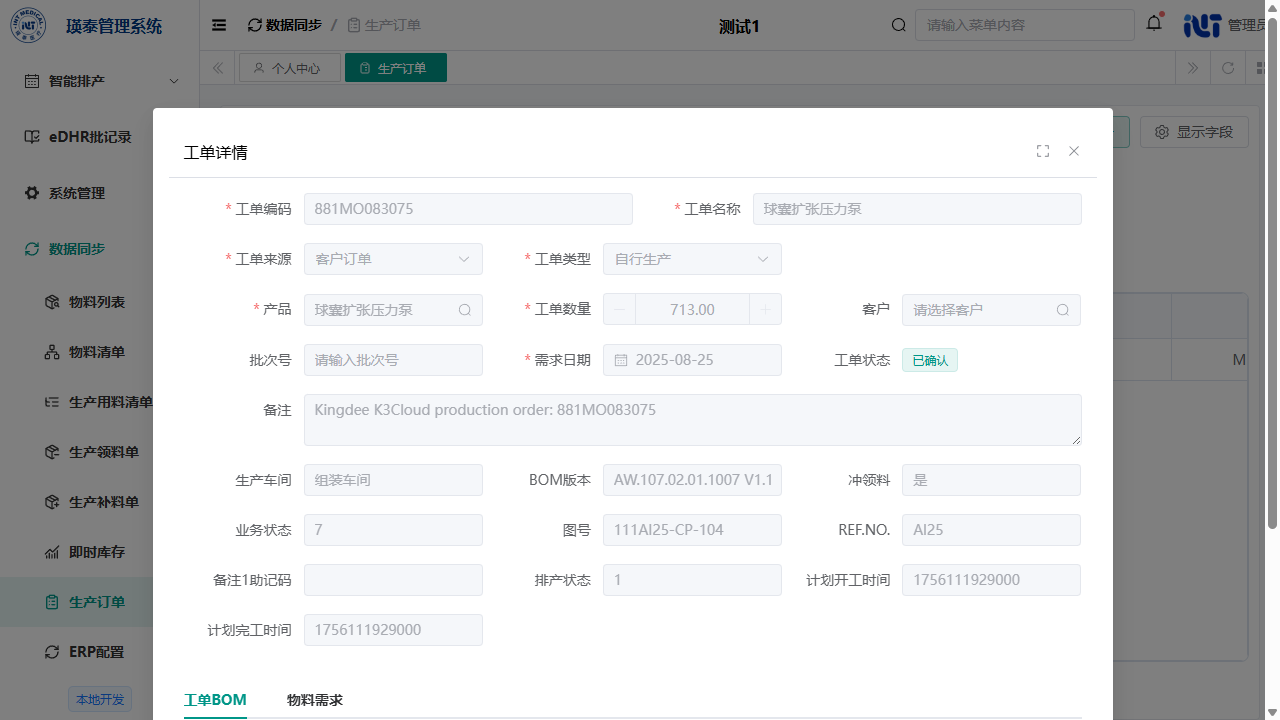 瑛泰管理系统
数据同步 / 生产订单
测试1
请输入菜单内容
管理员
智能排产
个人中心
生产订单
eDHR批记录
显示字段
系统管理
数据同步
物料列表
物料清单
生产用料清单
生产领料单
生产补料单
即时库存
生产订单
ERP配置
本地开发
M
工单详情
* 工单编码 881MO083075 * 工单名称 球囊扩张压力泵
* 工单来源 客户订单 * 工单类型 自行生产
* 产品 球囊扩张压力泵 * 工单数量 713.00 客户 请选择客户
批次号 请输入批次号 * 需求日期 2025-08-25 工单状态 已确认
备注 Kingdee K3Cloud production order: 881MO083075
生产车间 组装车间 BOM版本 AW.107.02.01.1007 V1.1 冲领料 是
业务状态 7 图号 111AI25-CP-104 REF.NO. AI25
备注1助记码 排产状态 1 计划开工时间 1756111929000
计划完工时间 1756111929000
工单BOM 物料需求